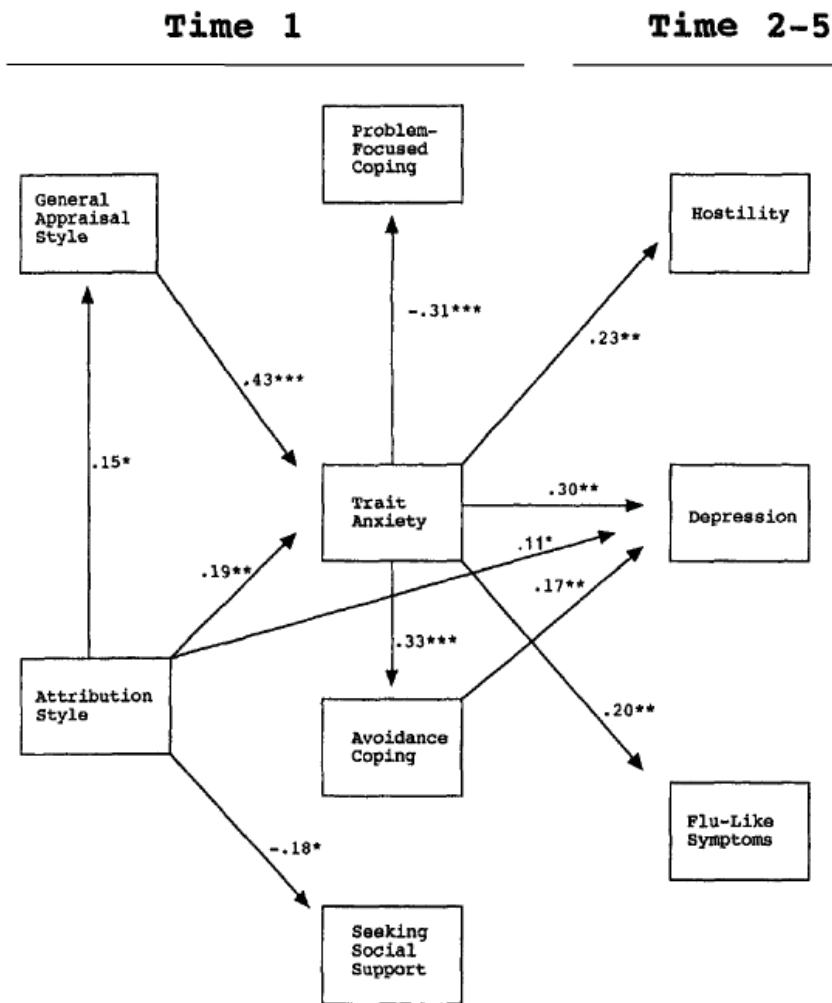 Time 1
Time 2-5
Problem-
Focused
Coping
General
Appraisal
Style
Hostility
-.31***
.23**
.43***
.15*
Trait
Anxiety
.30**
Depression
.11*
.19**
.17**
.33***
Attribution
Style
Avoidance
Coping
.20**
Flu-Like
Symptoms
-.18*
Seeking
Social
Support